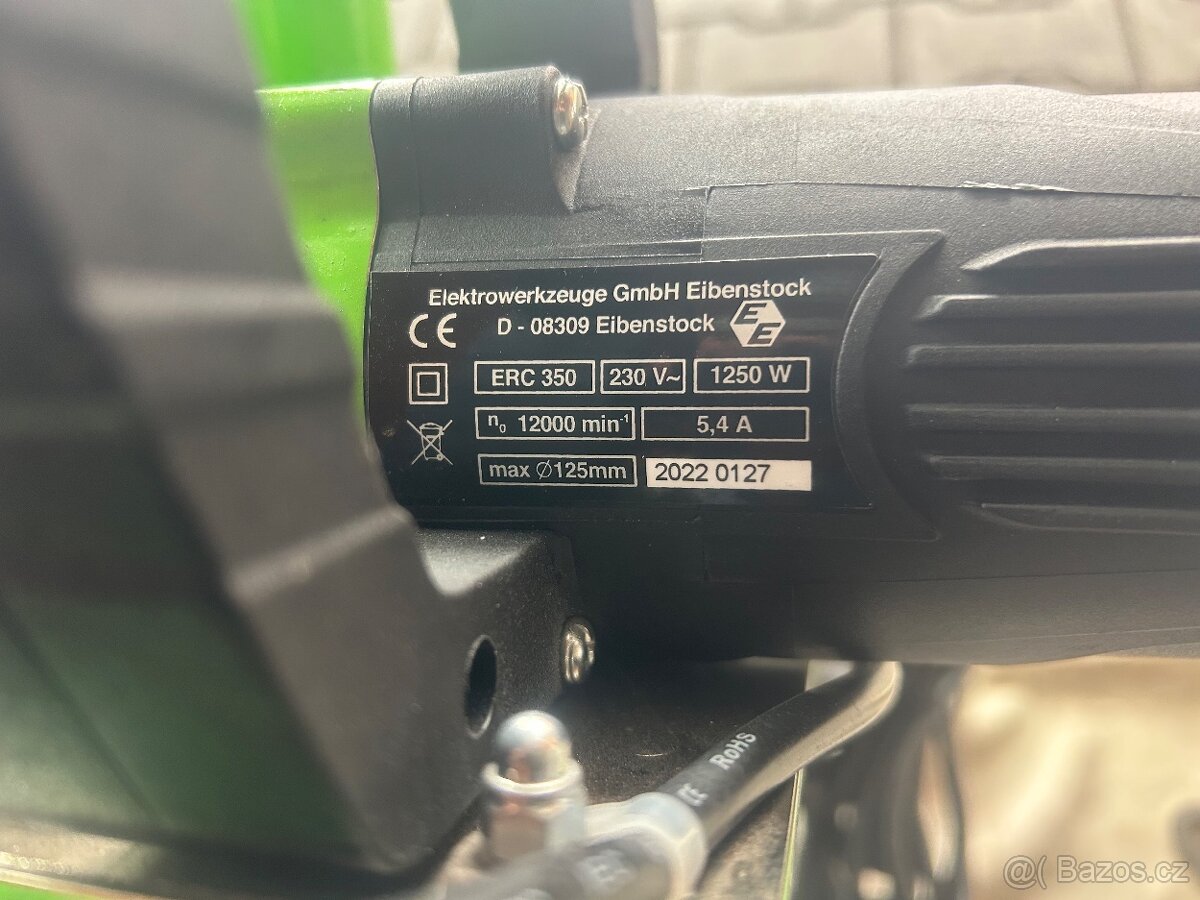 Elektrowerkzeuge GmbH Eibenstock
CE D - 08309 Eibenstock EE
ERC 350 230 V~ 1250 W
n₀ 12000 min⁻¹ 5,4 A
max Ø125mm 2022 0127
CE RoHS
@( Bazos.cz